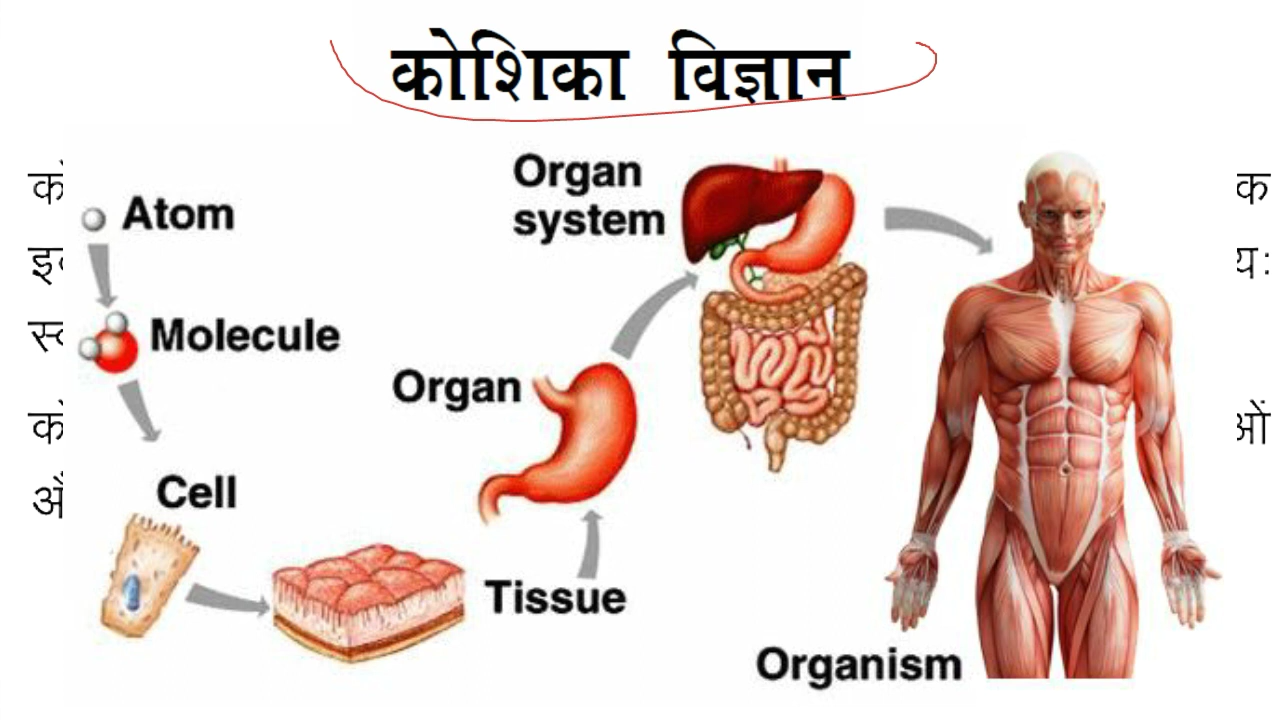 कोशिका विज्ञान
Organ
system
Atom
Molecule
Organ
Cell
Tissue
Organism